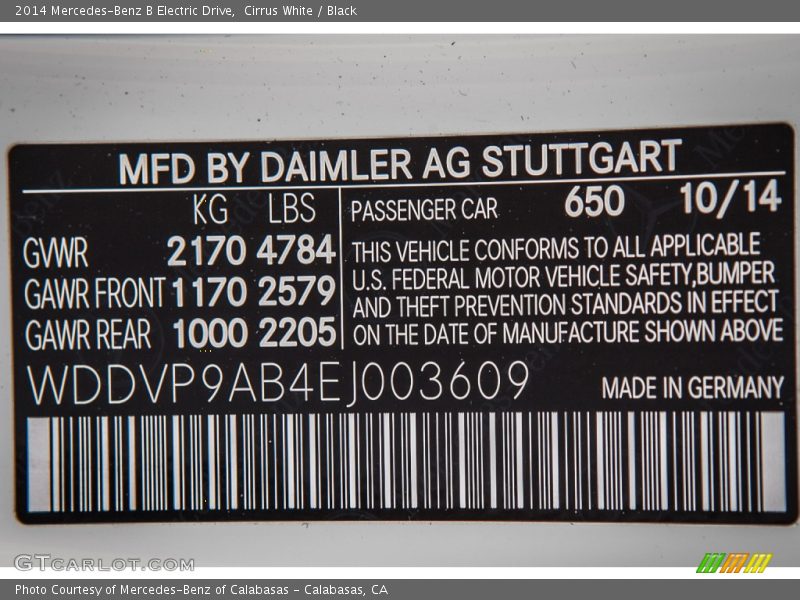 2014 Mercedes-Benz B Electric Drive,  Cirrus White / Black
MFD BY DAIMLER AG STUTTGART
KG LBS
GVWR 2170 4784
GAWR FRONT 1170 2579
GAWR REAR 1000 2205
PASSENGER CAR 650 10/14
THIS VEHICLE CONFORMS TO ALL APPLICABLE
U.S. FEDERAL MOTOR VEHICLE SAFETY,BUMPER
AND THEFT PREVENTION STANDARDS IN EFFECT
ON THE DATE OF MANUFACTURE SHOWN ABOVE
WDDVP9AB4EJ003609 MADE IN GERMANY
GTCARLOT.COM
Photo Courtesy of Mercedes-Benz of Calabasas - Calabasas, CA